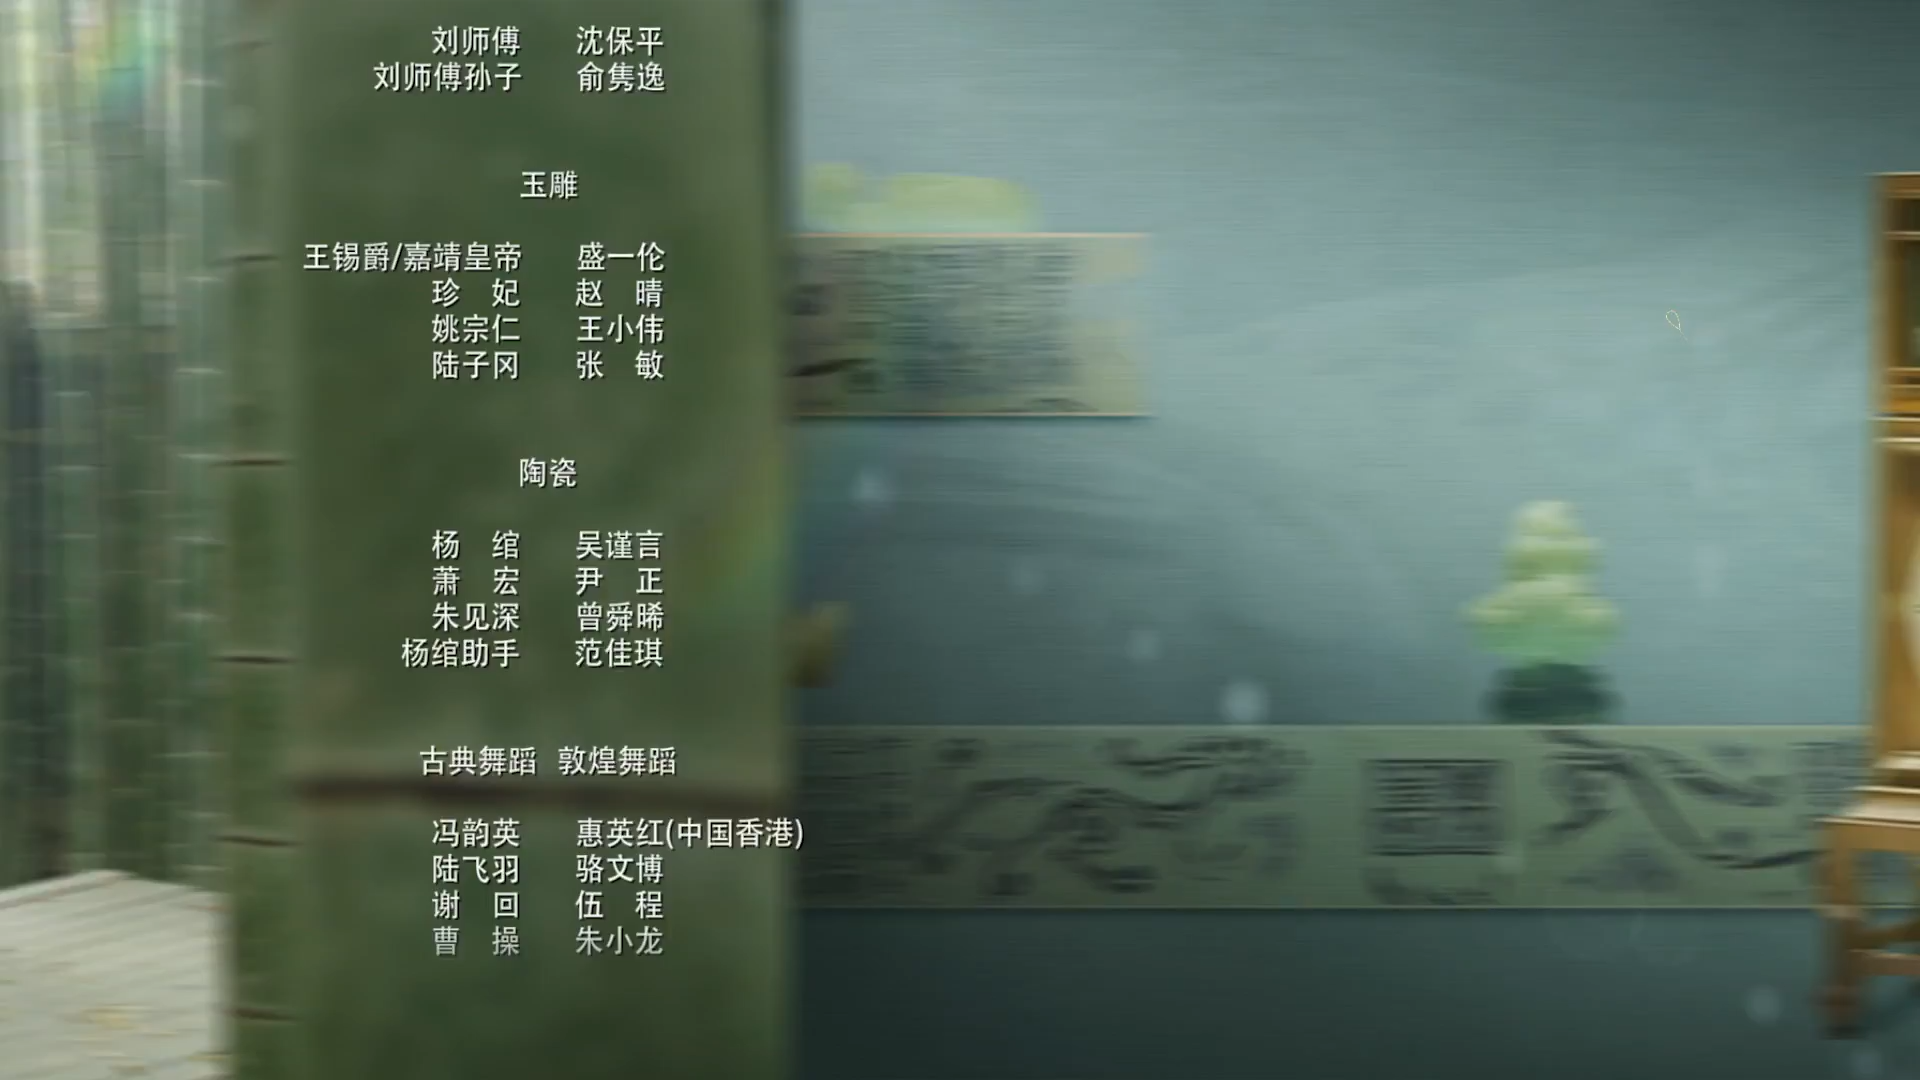 刘师傅 沈保平
刘师傅孙子 俞隽逸
玉雕
王锡爵/嘉靖皇帝 盛一伦
珍 妃 赵 晴
姚宗仁 王小伟
陆子冈 张 敏
陶瓷
杨 绾 吴谨言
萧 宏 尹 正
朱见深 曾舜晞
杨绾助手 范佳琪
古典舞蹈 敦煌舞蹈
冯韵英 惠英红(中国香港)
陆飞羽 骆文博
谢 回 伍 程
曹 操 朱小龙